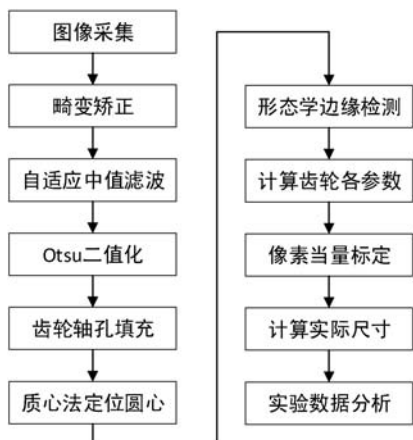 图像采集
畸变矫正
自适应中值滤波
Otsu二值化
齿轮轴孔填充
质心法定位圆心
形态学边缘检测
计算齿轮各参数
像素当量标定
计算实际尺寸
实验数据分析